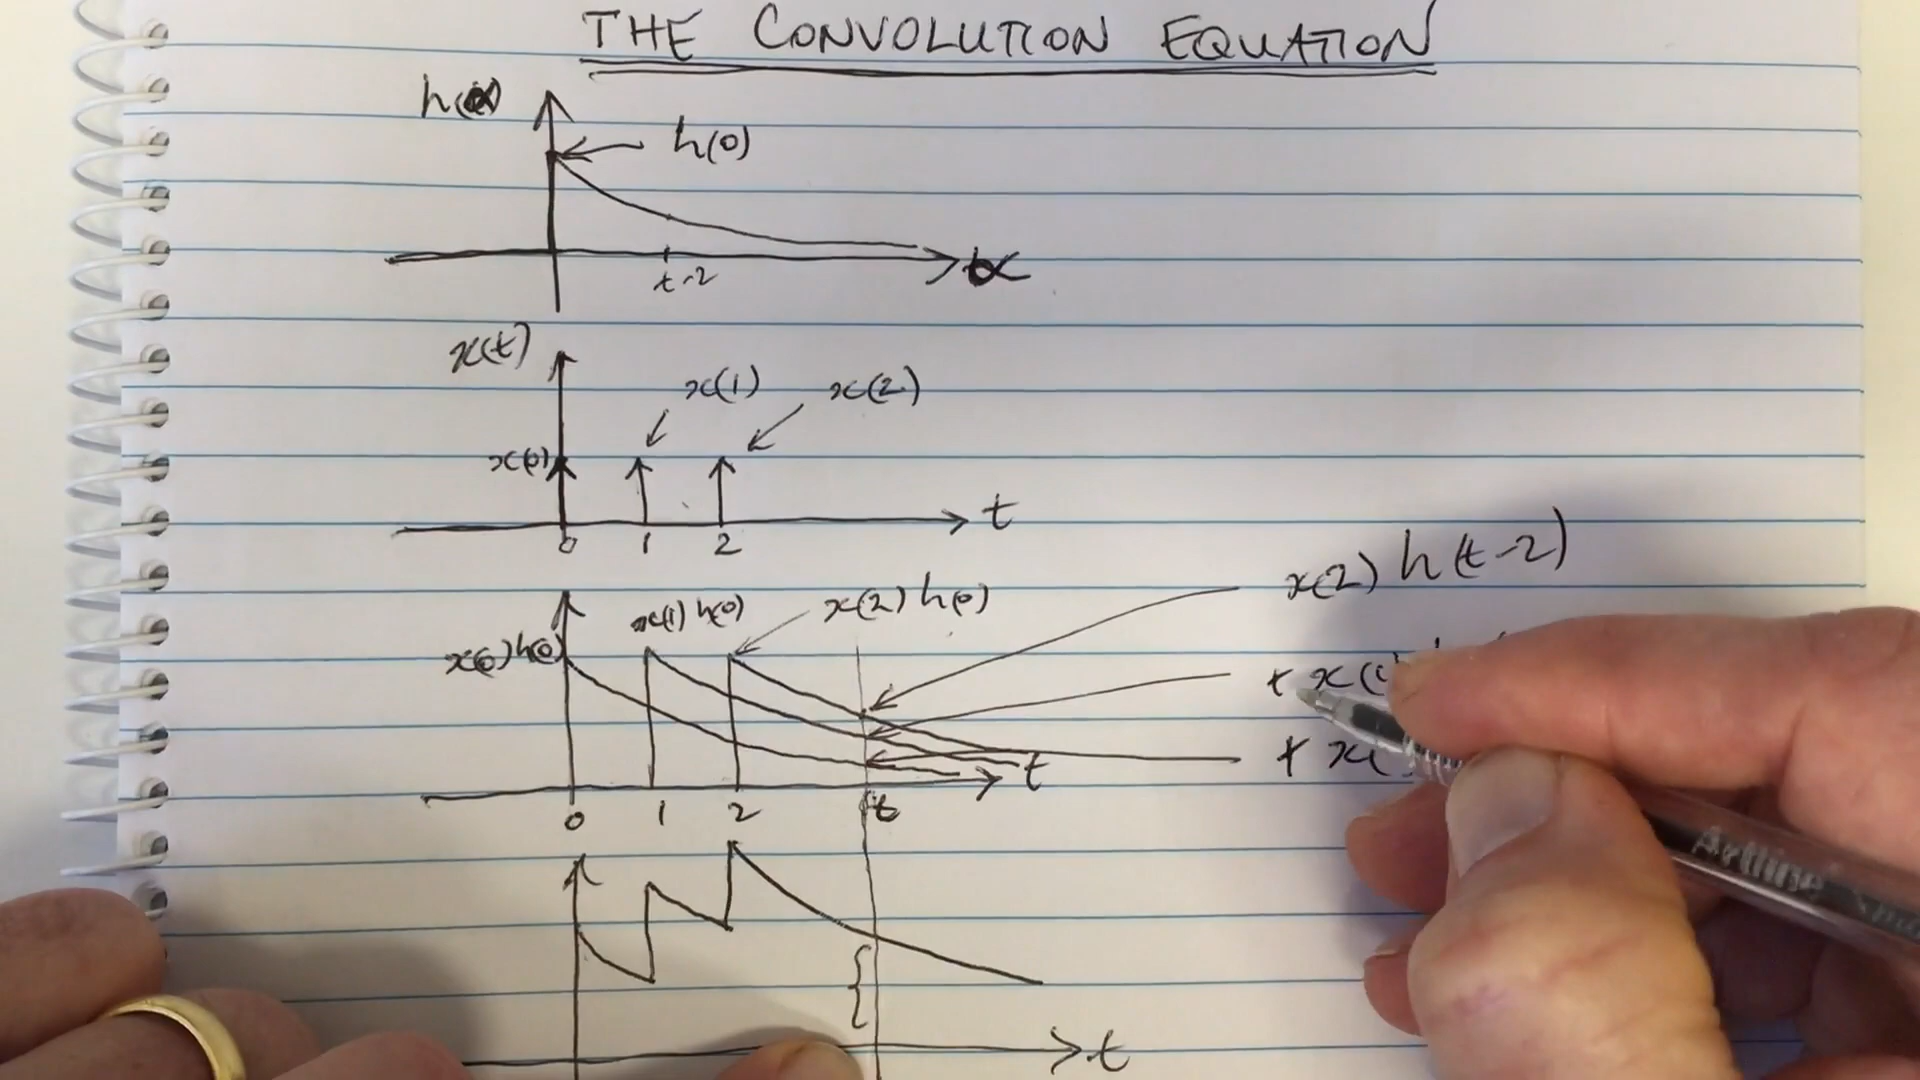 THE CONVOLUTION EQUATION
h(α)
h(0)
t-2
α
x(t)
x(1) x(2)
x(0)
t
0 1 2
x(2) h(t-2)
x(1) h(0) x(2) h(0)
x(0) h(0)
+ x(
+ x(
t
0 1 2 t
t
Artline